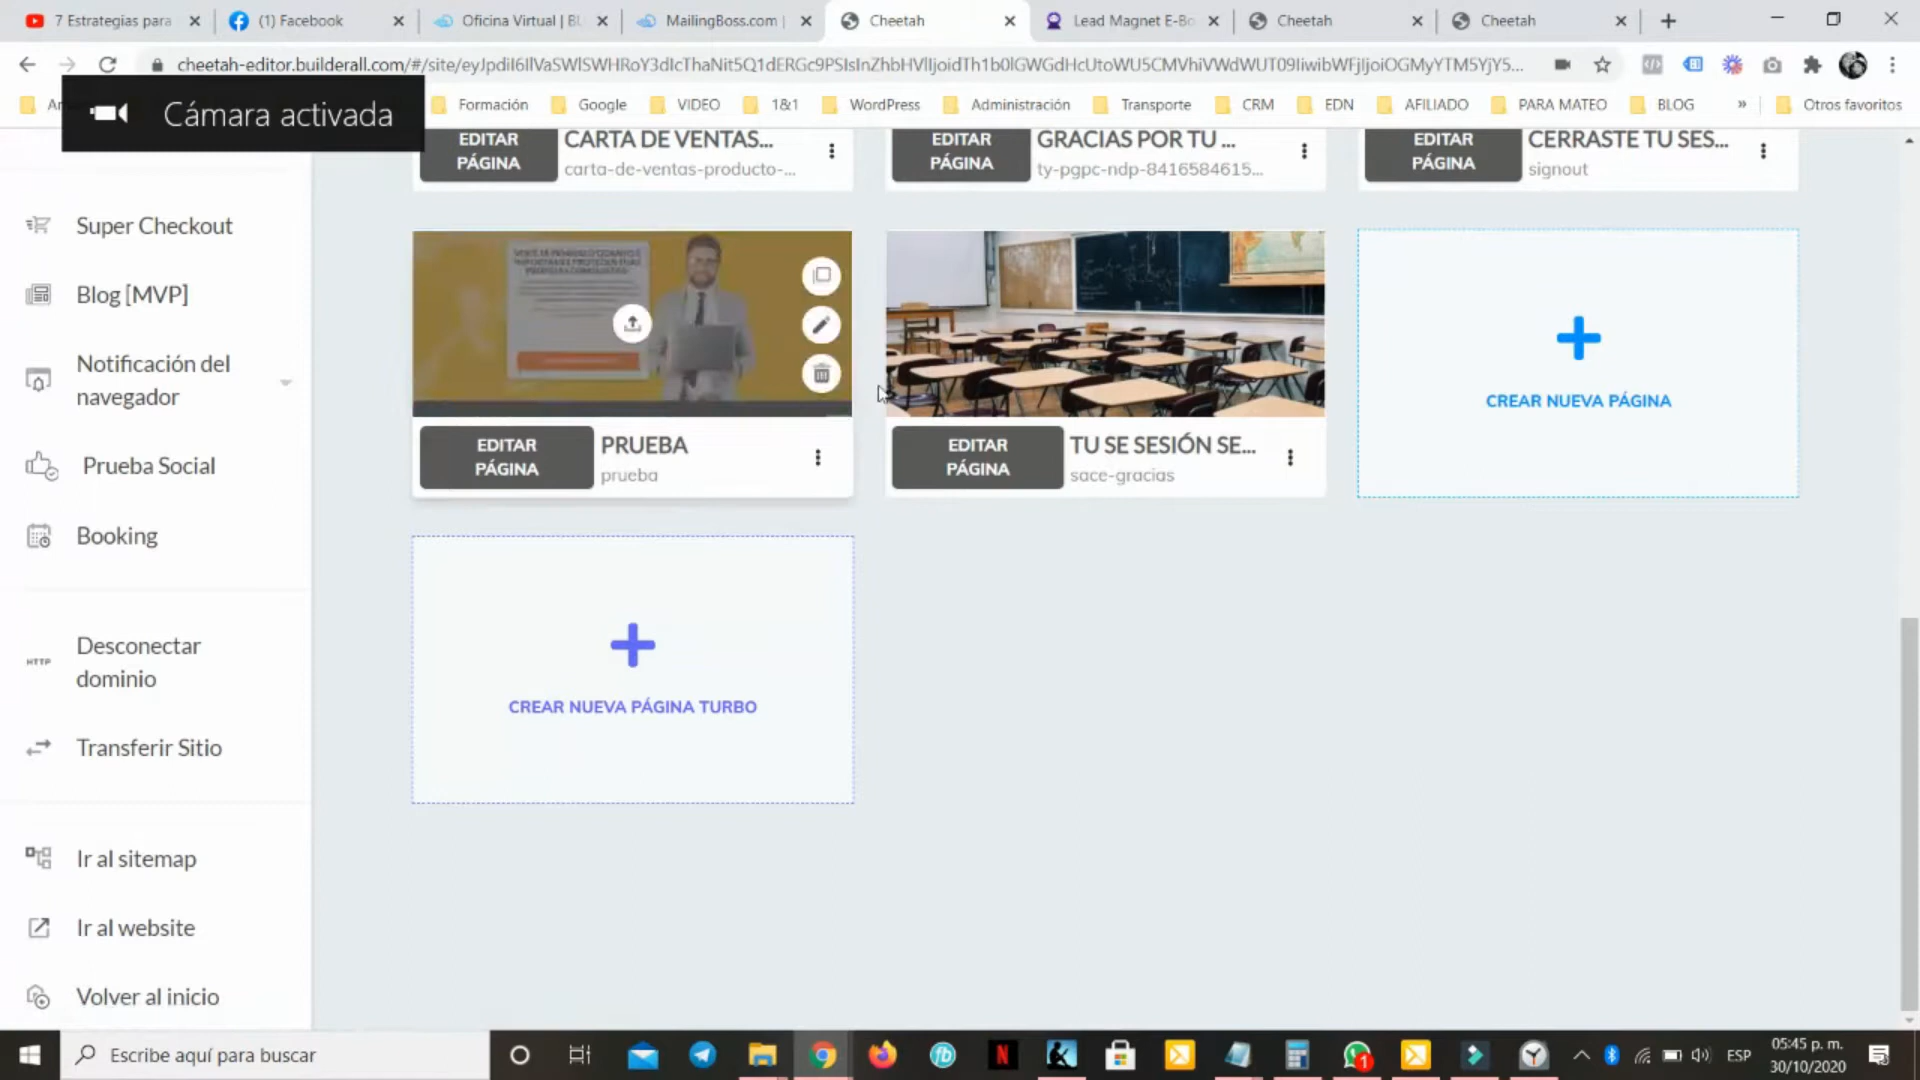 7 Estrategias para
(1) Facebook
Oficina Virtual | BU
MailingBoss.com |
Cheetah
Lead Magnet E-Bo
Cheetah
Cheetah
Cámara activada
Formación
Google
VIDEO
1&1
WordPress
Administración
Transporte
CRM
EDN
AFILIADO
PARA MATEO
BLOG
»
Otros favoritos
EDITAR PÁGINA
CARTA DE VENTAS...
carta-de-ventas-producto-...
EDITAR PÁGINA
GRACIAS POR TU ...
ty-pgpc-ndp-8416584615...
EDITAR PÁGINA
CERRASTE TU SES...
signout
Super Checkout
Blog [MVP]
Notificación del
navegador
Prueba Social
Booking
HTTP
Desconectar
dominio
Transferir Sitio
Ir al sitemap
Ir al website
Volver al inicio
EDITAR
PÁGINA
PRUEBA
prueba
EDITAR
PÁGINA
TU SE SESIÓN SE...
sace-gracias
CREAR NUEVA PÁGINA
CREAR NUEVA PÁGINA TURBO
Escribe aquí para buscar
N
1
ESP
05:45 p. m.
30/10/2020